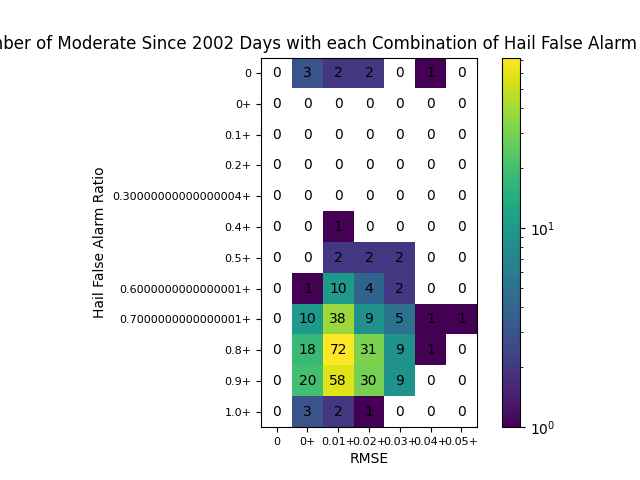 of Moderate Since 2002 Days with each Combination of Hail False Alarm
Hail False Alarm Ratio
0 0 3 2 2 0 1 0
0+ 0 0 0 0 0 0 0
0.1+ 0 0 0 0 0 0 0
0.2+ 0 0 0 0 0 0 0
0.30000000000000004+ 0 0 0 0 0 0 0
0.4+ 0 0 1 0 0 0 0
0.5+ 0 0 2 2 2 0 0
0.6000000000000001+ 0 1 10 4 2 0 0
0.7000000000000001+ 0 10 38 9 5 1 1
0.8+ 0 18 72 31 9 1 0
0.9+ 0 20 58 30 9 0 0
1.0+ 0 3 2 1 0 0 0
0 0+ 0.01+ 0.02+ 0.03+ 0.04+ 0.05+
RMSE
10¹
10⁰